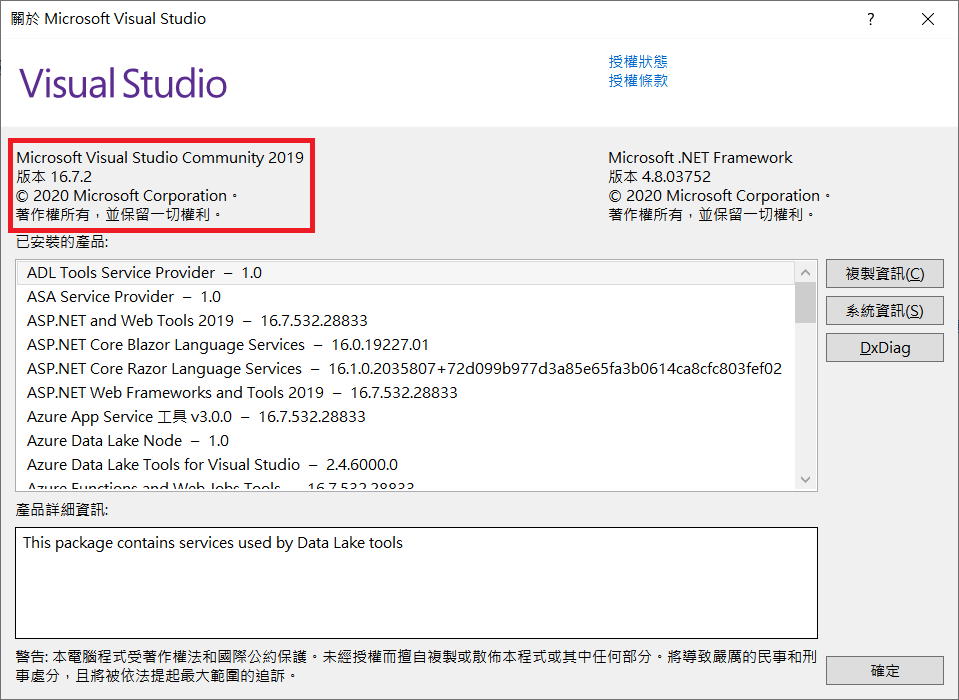 關於 Microsoft Visual Studio
?
Visual Studio
授權狀態
授權條款
Microsoft Visual Studio Community 2019
版本 16.7.2
© 2020 Microsoft Corporation。
著作權所有，並保留一切權利。
Microsoft .NET Framework
版本 4.8.03752
© 2020 Microsoft Corporation。
著作權所有，並保留一切權利。
已安裝的產品:
ADL Tools Service Provider – 1.0
ASA Service Provider – 1.0
ASP.NET and Web Tools 2019 – 16.7.532.28833
ASP.NET Core Blazor Language Services – 16.0.19227.01
ASP.NET Core Razor Language Services – 16.1.0.2035807+72d099b977d3a85e65fa3b0614ca8cfc803fef02
ASP.NET Web Frameworks and Tools 2019 – 16.7.532.28833
Azure App Service 工具 v3.0.0 – 16.7.532.28833
Azure Data Lake Node – 1.0
Azure Data Lake Tools for Visual Studio – 2.4.6000.0
Azure Functions and Web Jobs Tools – 16.7.532.28833
複製資訊(C)
系統資訊(S)
DxDiag
產品詳細資訊:
This package contains services used by Data Lake tools
警告: 本電腦程式受著作權法和國際公約保護。未經授權而擅自複製或散佈本程式或其中任何部分。將導致嚴厲的民事和刑
事處分，且將被依法提起最大範圍的追訴。
確定